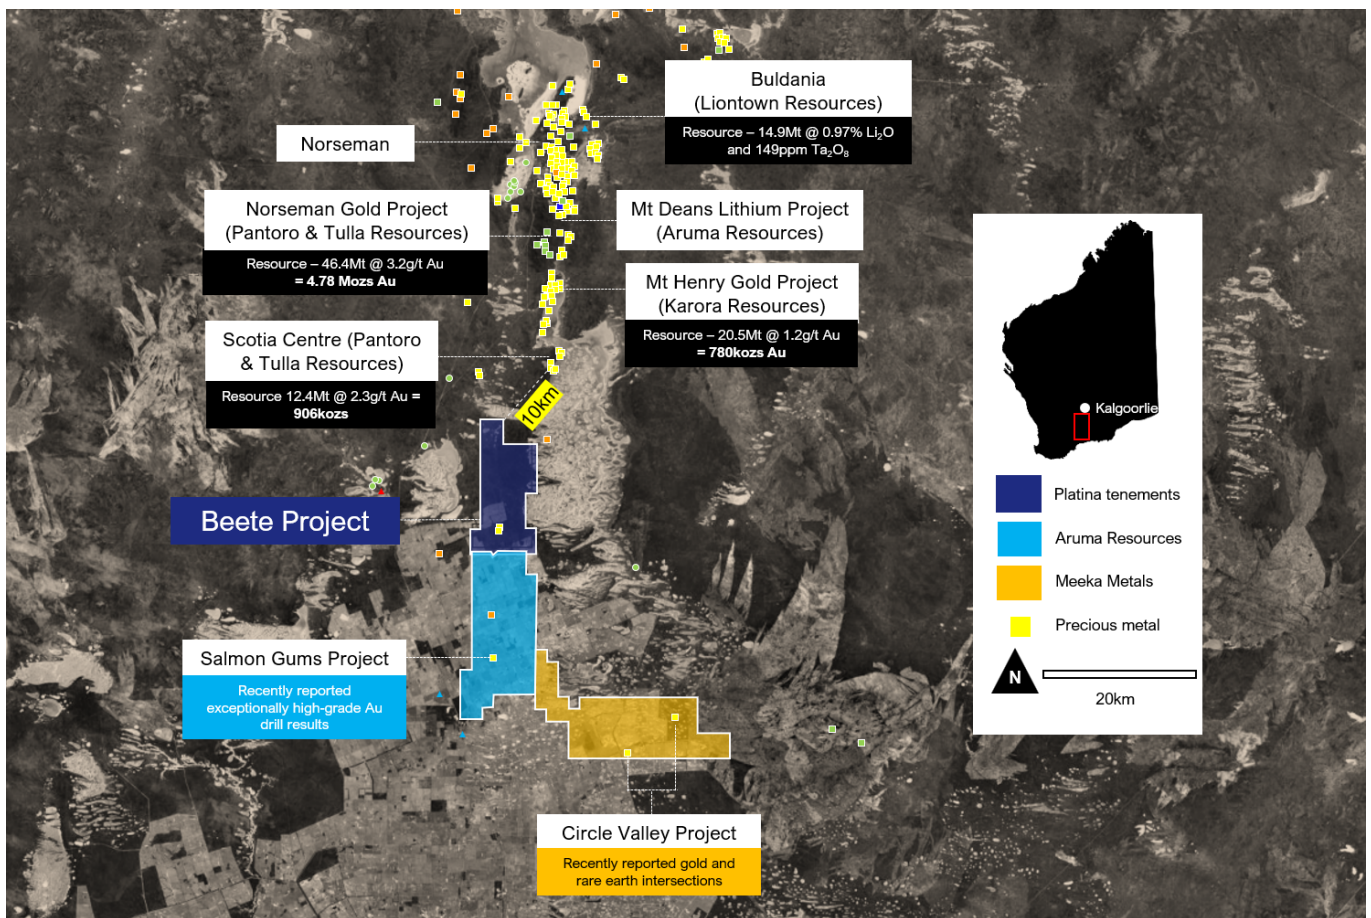 Buldania
(Liontown Resources)
Resource – 14.9Mt @ 0.97% Li₂O
and 149ppm Ta₂O₈
Norseman
Norseman Gold Project
(Pantoro & Tulla Resources)
Resource – 46.4Mt @ 3.2g/t Au
= 4.78 Mozs Au
Mt Deans Lithium Project
(Aruma Resources)
Mt Henry Gold Project
(Karora Resources)
Resource – 20.5Mt @ 1.2g/t Au
= 780kozs Au
Scotia Centre (Pantoro
& Tulla Resources)
Resource 12.4Mt @ 2.3g/t Au =
906kozs
10km
Beete Project
Salmon Gums Project
Recently reported
exceptionally high-grade Au
drill results
Circle Valley Project
Recently reported gold and
rare earth intersections
Kalgoorlie
Platina tenements
Aruma Resources
Meeka Metals
Precious metal
N
20km